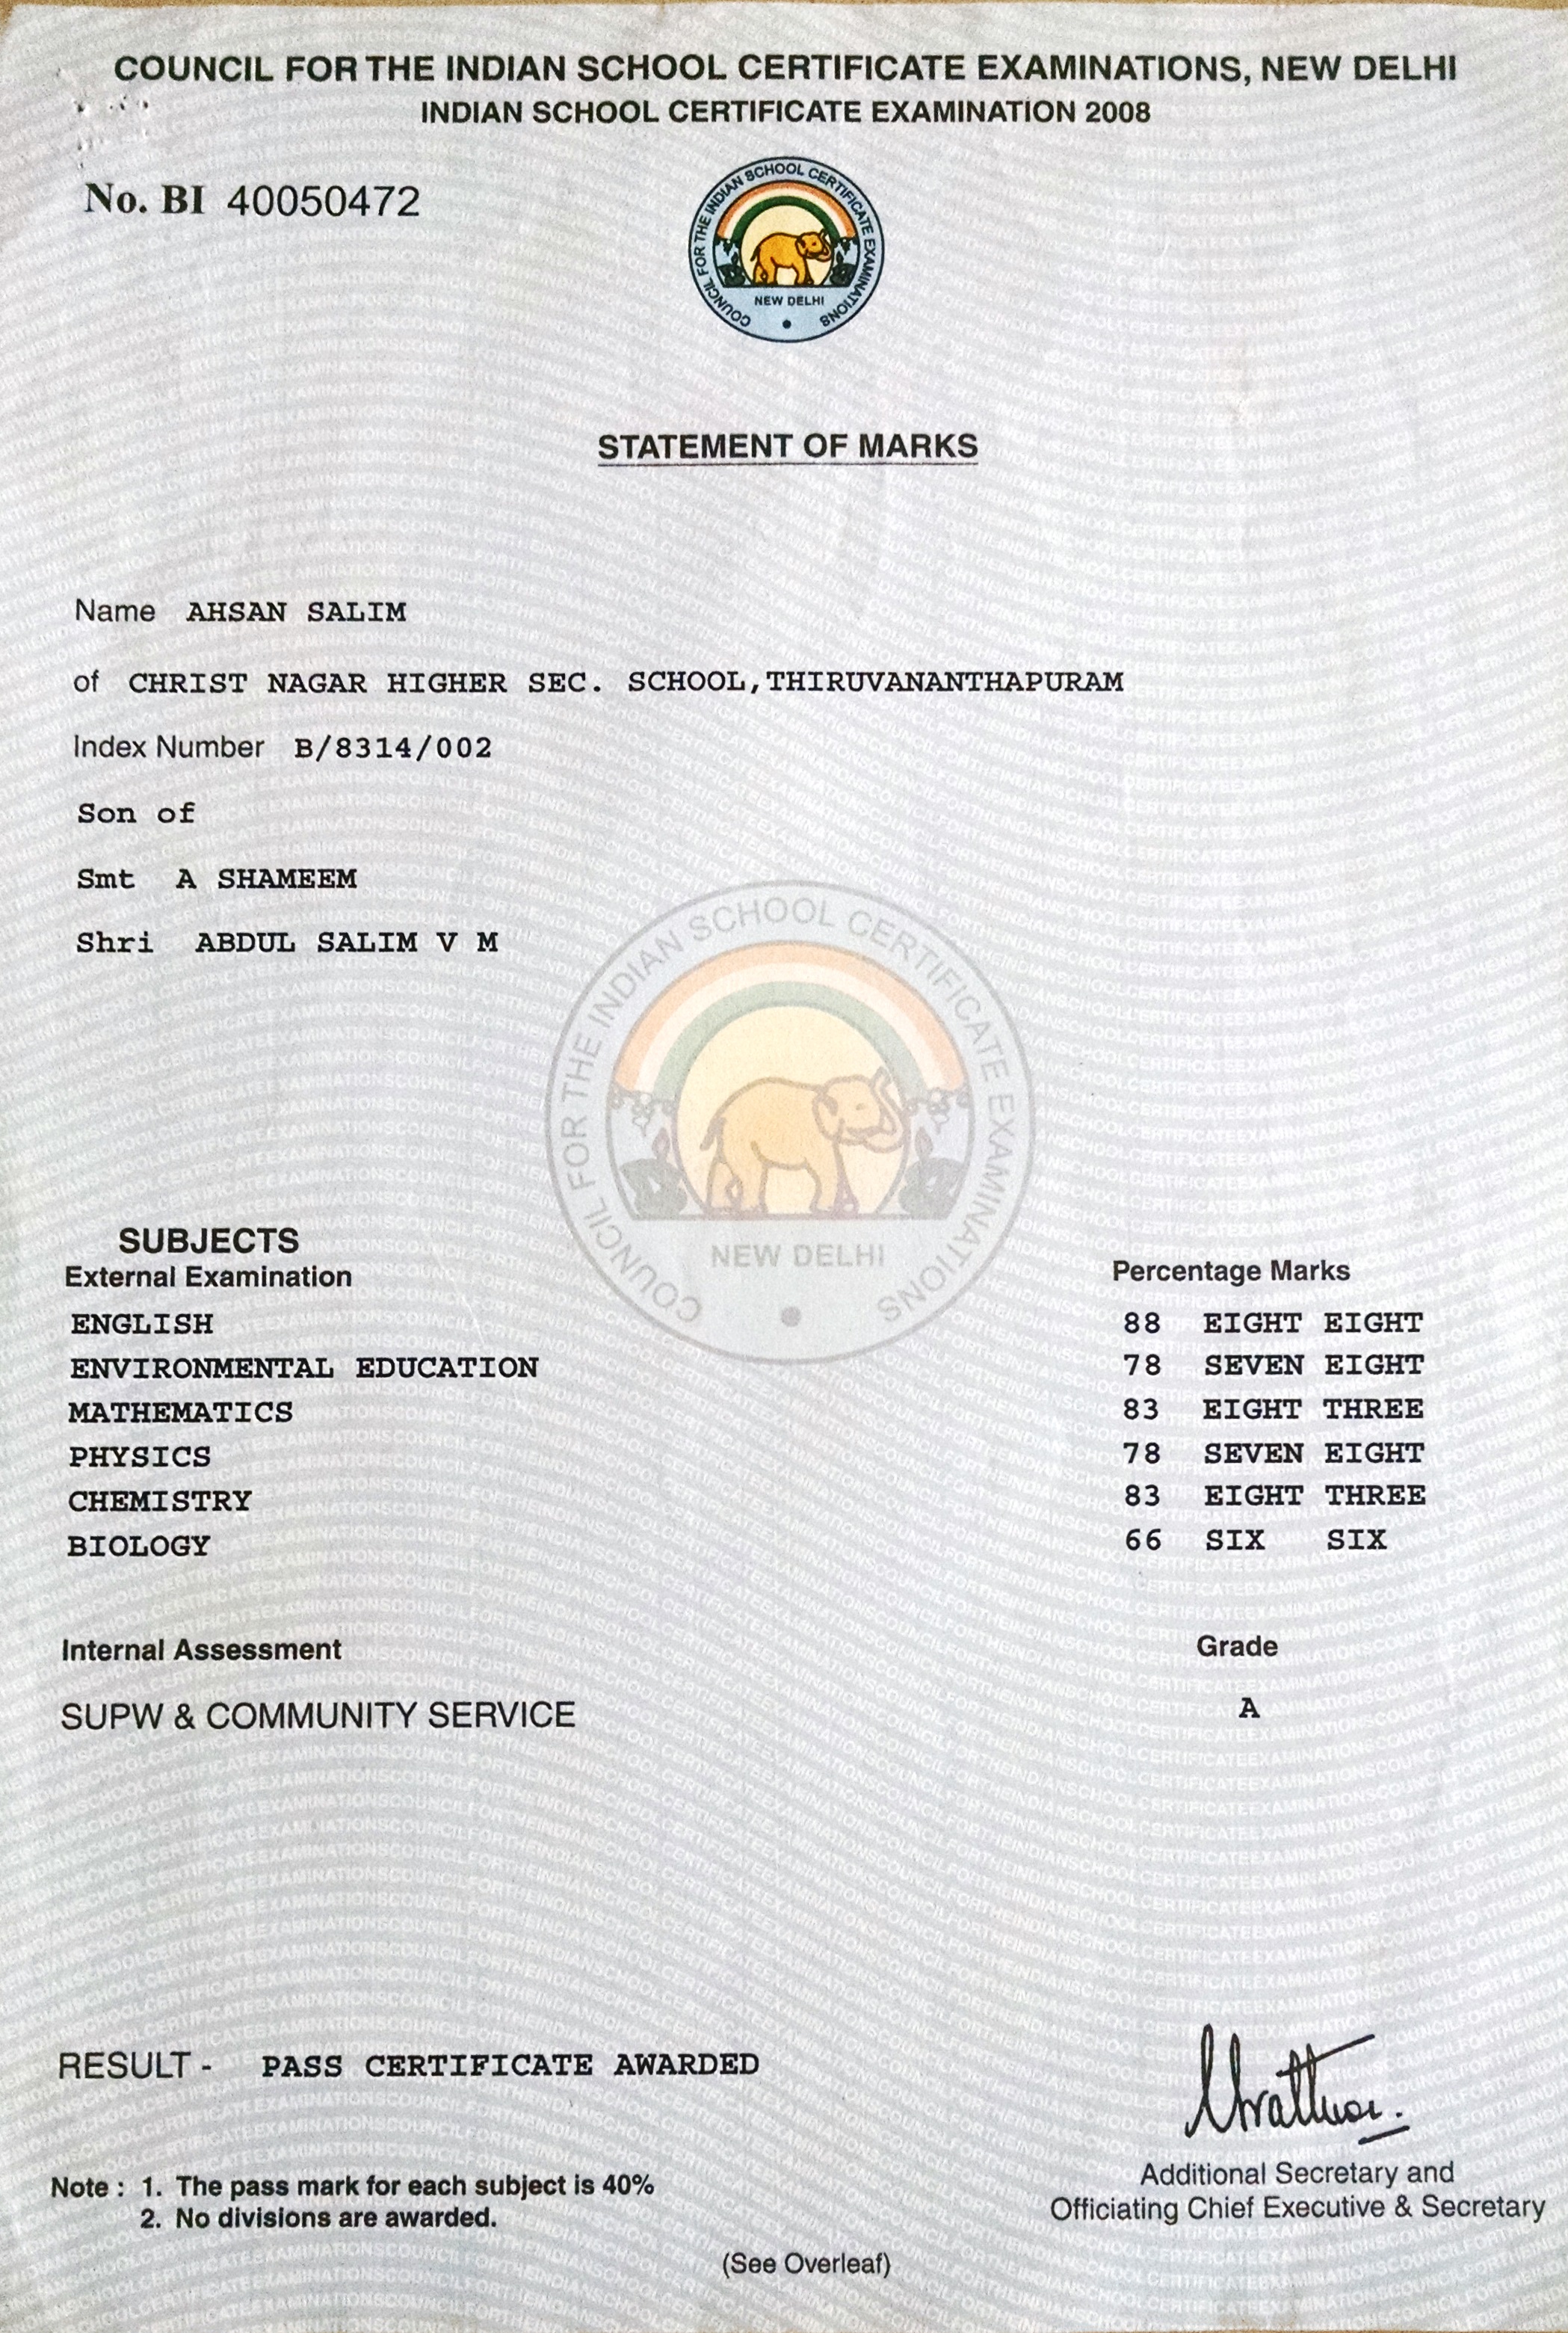 COUNCIL FOR THE INDIAN SCHOOL CERTIFICATE EXAMINATIONS, NEW DELHI
INDIAN SCHOOL CERTIFICATE EXAMINATION 2008
No. BI 40050472
COUNCIL FOR THE INDIAN SCHOOL CERTIFICATE EXAMINATIONS
NEW DELHI
STATEMENT OF MARKS
Name AHSAN SALIM
of CHRIST NAGAR HIGHER SEC. SCHOOL,THIRUVANANTHAPURAM
Index Number B/8314/002
Son of
Smt A SHAMEEM
Shri ABDUL SALIM V M
COUNCIL FOR THE INDIAN SCHOOL CERTIFICATE EXAMINATIONS
NEW DELHI
SUBJECTS
External Examination Percentage Marks
ENGLISH 88 EIGHT EIGHT
ENVIRONMENTAL EDUCATION 78 SEVEN EIGHT
MATHEMATICS 83 EIGHT THREE
PHYSICS 78 SEVEN EIGHT
CHEMISTRY 83 EIGHT THREE
BIOLOGY 66 SIX SIX
Internal Assessment Grade
SUPW & COMMUNITY SERVICE A
RESULT - PASS CERTIFICATE AWARDED
Additional Secretary and
Officiating Chief Executive & Secretary
Note : 1. The pass mark for each subject is 40%
2. No divisions are awarded.
(See Overleaf)